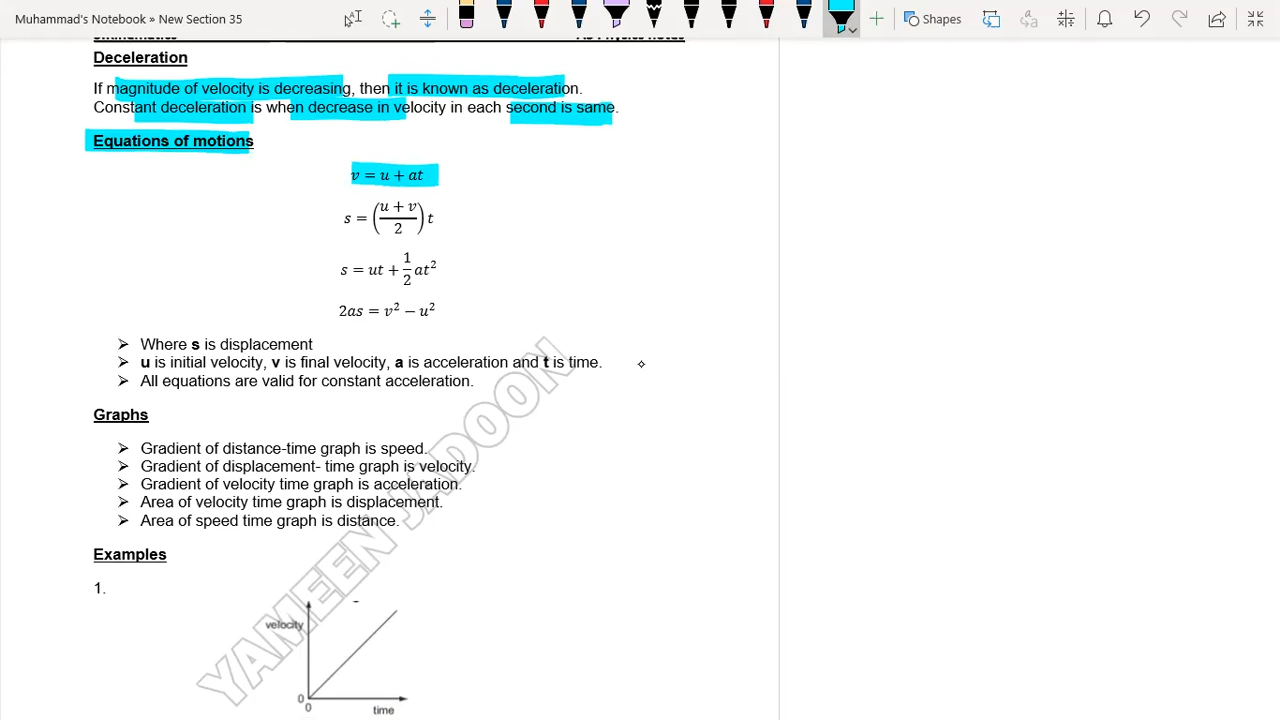 Muhammad's Notebook » New Section 35
Shapes
AS Physics Notes
Deceleration
If magnitude of velocity is decreasing, then it is known as deceleration.
Constant deceleration is when decrease in velocity in each second is same.
Equations of motions
v = u + at
s = (u + v / 2) t
s = ut + 1/2 at²
2as = v² − u²
➢ Where s is displacement
➢ u is initial velocity, v is final velocity, a is acceleration and t is time.
➢ All equations are valid for constant acceleration.
Graphs
➢ Gradient of distance-time graph is speed.
➢ Gradient of displacement- time graph is velocity.
➢ Gradient of velocity time graph is acceleration.
➢ Area of velocity time graph is displacement.
➢ Area of speed time graph is distance.
Examples
1.
velocity
0
0
time
YAMEEN JADOON